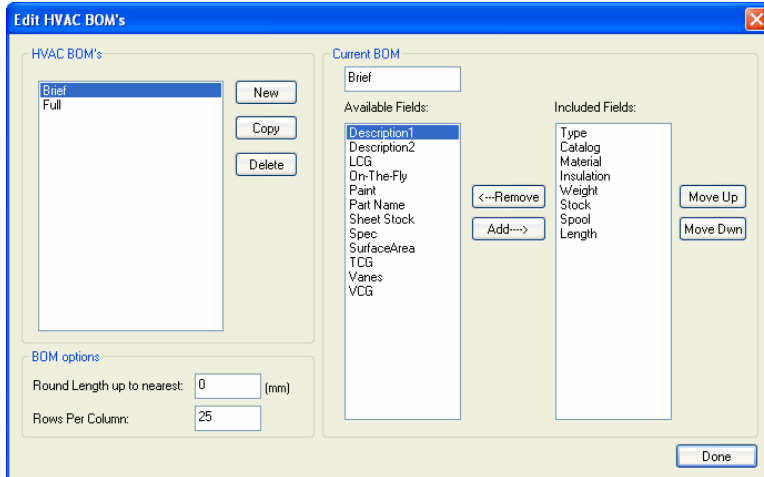 Edit HVAC BOM's
HVAC BOM's
Brief
Full
New
Copy
Delete
BOM options
Round Length up to nearest: 0 (mm)
Rows Per Column: 25
Current BOM
Brief
Available Fields:
Description1
Description2
LCG
On-The-Fly
Paint
Part Name
Sheet Stock
Spec
SurfaceArea
TCG
Vanes
VCG
<---Remove
Add---->
Included Fields:
Type
Catalog
Material
Insulation
Weight
Stock
Spool
Length
Move Up
Move Dwn
Done